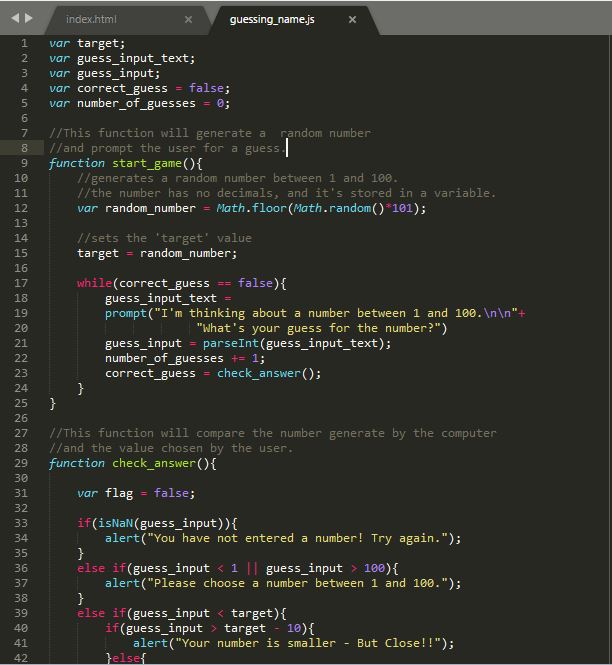 index.html × guessing_name.js ×
1 var target;
2 var guess_input_text;
3 var guess_input;
4 var correct_guess = false;
5 var number_of_guesses = 0;
6
7 //This function will generate a  random number
8 //and prompt the user for a guess.
9 function start_game(){
10     //generates a random number between 1 and 100.
11     //the number has no decimals, and it's stored in a variable.
12     var random_number = Math.floor(Math.random()*101);
13
14     //sets the 'target' value
15     target = random_number;
16
17     while(correct_guess == false){
18         guess_input_text =
19         prompt("I'm thinking about a number between 1 and 100.\n\n"+
20                      "What's your guess for the number?")
21         guess_input = parseInt(guess_input_text);
22         number_of_guesses += 1;
23         correct_guess = check_answer();
24     }
25 }
26
27 //This function will compare the number generate by the computer
28 //and the value chosen by the user.
29 function check_answer(){
30
31     var flag = false;
32
33     if(isNaN(guess_input)){
34         alert("You have not entered a number! Try again.");
35     }
36     else if(guess_input < 1 || guess_input > 100){
37         alert("Please choose a number between 1 and 100.");
38     }
39     else if(guess_input < target){
40         if(guess_input > target - 10){
41             alert("Your number is smaller - But Close!!");
42         }else{